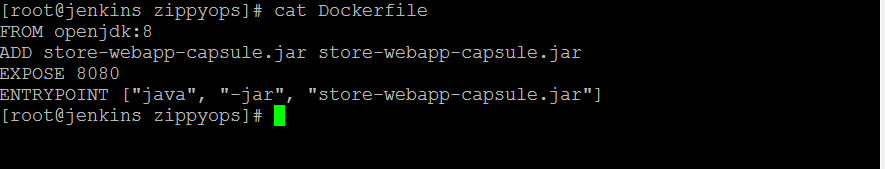 [root@jenkins zippyops]# cat Dockerfile
FROM openjdk:8
ADD store-webapp-capsule.jar store-webapp-capsule.jar
EXPOSE 8080
ENTRYPOINT ["java", "-jar", "store-webapp-capsule.jar"]
[root@jenkins zippyops]#